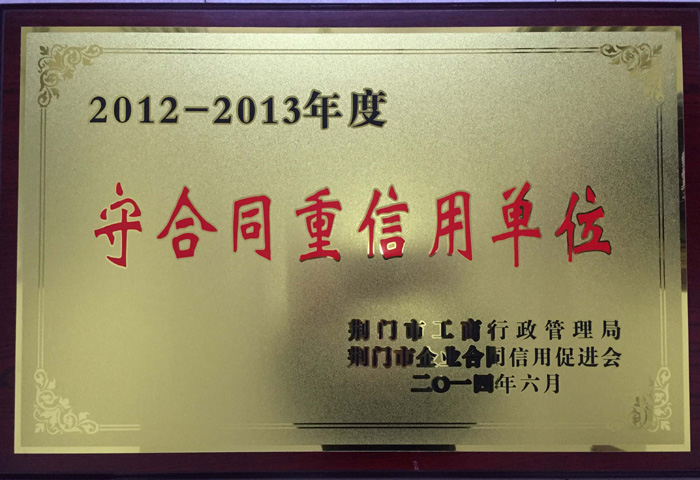 2012-2013年度
守合同重信用单位
荆门市工商行政管理局
荆门市企业合同信用促进会
二〇一四年六月